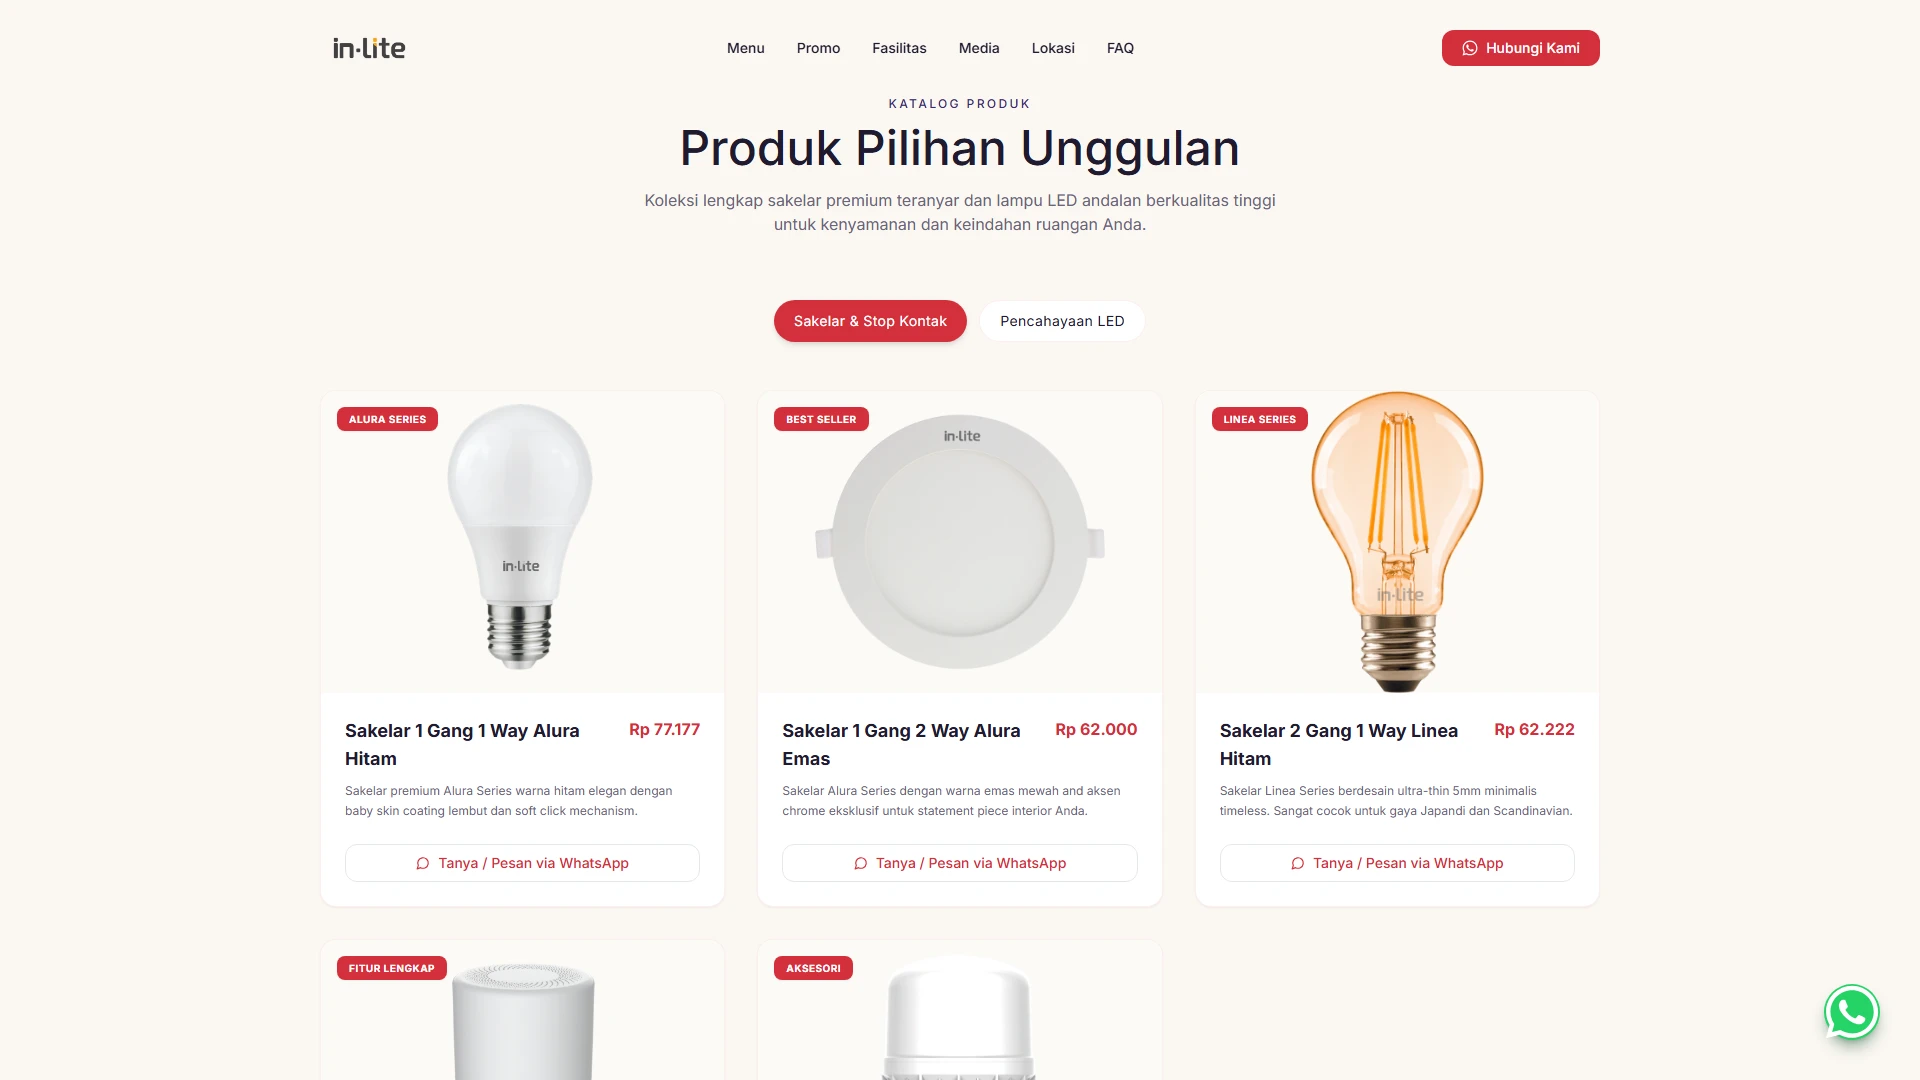 in·lite
Menu
Promo
Fasilitas
Media
Lokasi
FAQ
Hubungi Kami
KATALOG PRODUK
Produk Pilihan Unggulan
Koleksi lengkap sakelar premium teranyar dan lampu LED andalan berkualitas tinggi
untuk kenyamanan dan keindahan ruangan Anda.
Sakelar & Stop Kontak
Pencahayaan LED
ALURA SERIES
in·lite
Sakelar 1 Gang 1 Way Alura
Hitam
Rp 77.177
Sakelar premium Alura Series warna hitam elegan dengan
baby skin coating lembut dan soft click mechanism.
Tanya / Pesan via WhatsApp
BEST SELLER
in·lite
Sakelar 1 Gang 2 Way Alura
Emas
Rp 62.000
Sakelar Alura Series dengan warna emas mewah and aksen
chrome eksklusif untuk statement piece interior Anda.
Tanya / Pesan via WhatsApp
LINEA SERIES
in·lite
Sakelar 2 Gang 1 Way Linea
Hitam
Rp 62.222
Sakelar Linea Series berdesain ultra-thin 5mm minimalis
timeless. Sangat cocok untuk gaya Japandi dan Scandinavian.
Tanya / Pesan via WhatsApp
FITUR LENGKAP
AKSESORI